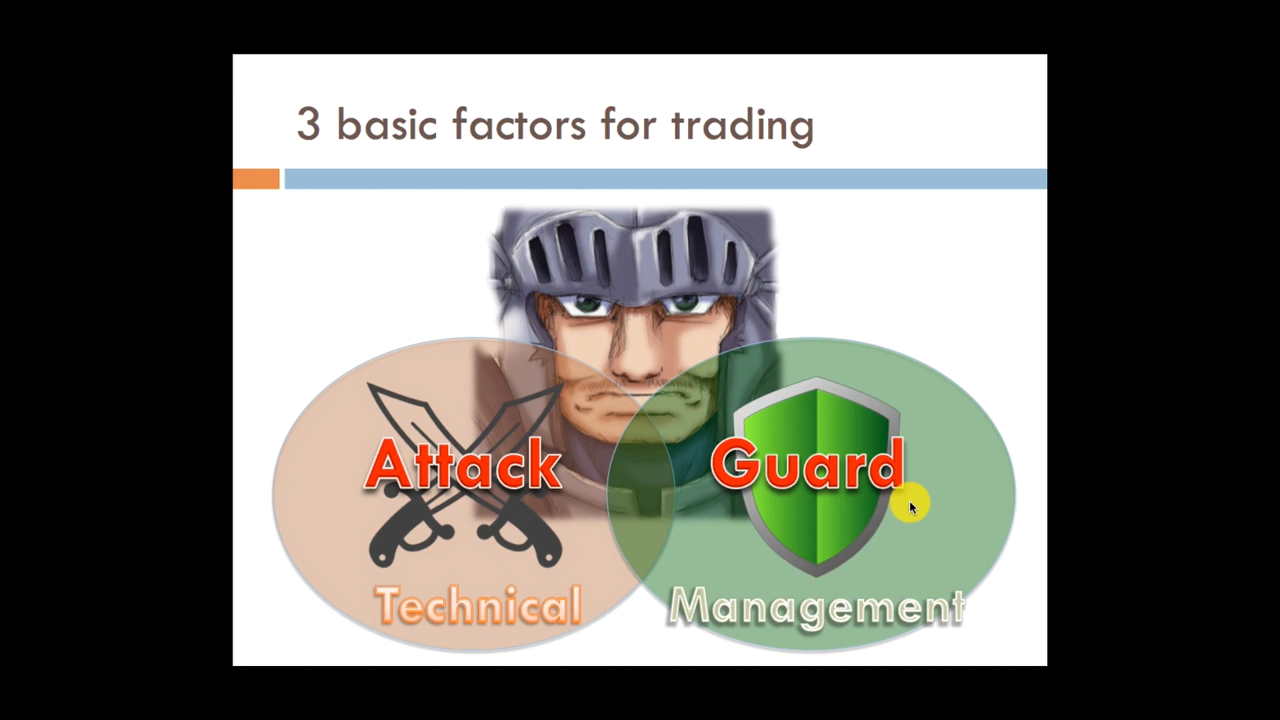 3 basic factors for trading
Attack
Guard
Technical
Management